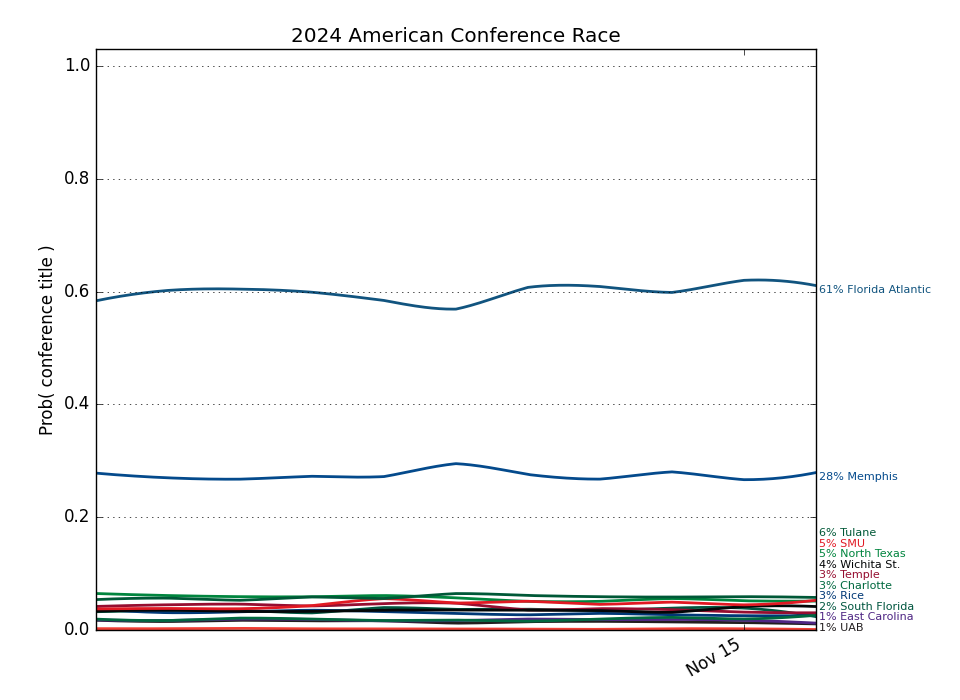 2024 American Conference Race
Prob( conference title )
1.0
0.8
0.6
0.4
0.2
0.0
61% Florida Atlantic
28% Memphis
6% Tulane
5% SMU
5% North Texas
4% Wichita St.
3% Temple
3% Charlotte
3% Rice
2% South Florida
1% East Carolina
1% UAB
Nov 15